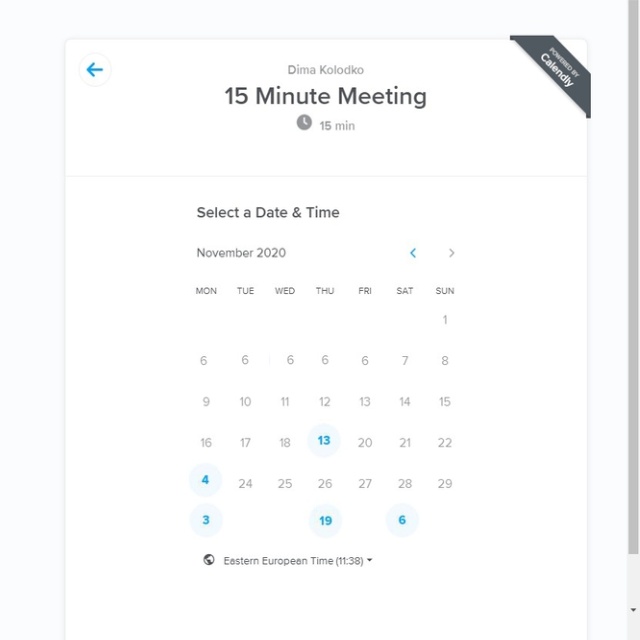 POWERED BY
Calendly
Dima Kolodko
15 Minute Meeting
15 min
Select a Date & Time
November 2020
MON TUE WED THU FRI SAT SUN
1
6 6 6 6 6 7 8
9 10 11 12 13 14 15
16 17 18 13 20 21 22
4 24 25 26 27 28 29
3 19 6
Eastern European Time (11:38)